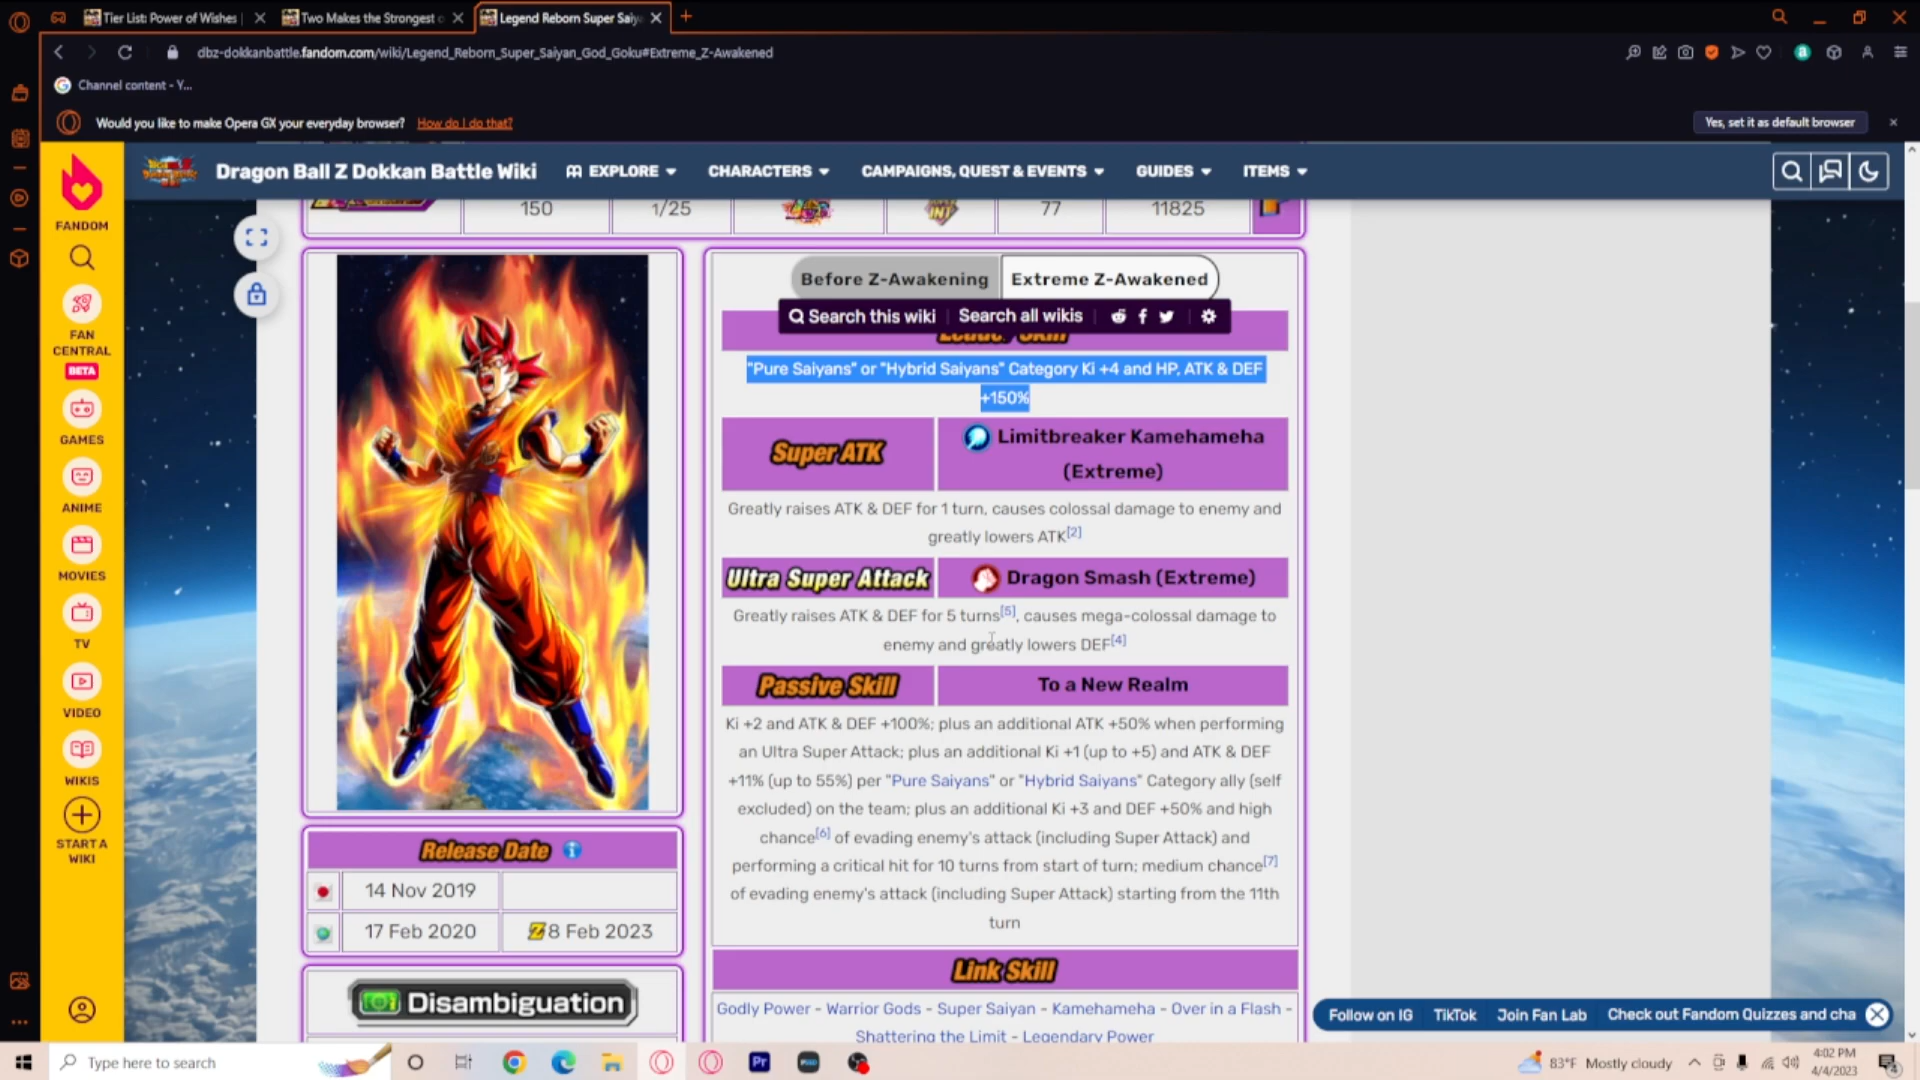 Tier List: Power of Wishes |
Two Makes the Strongest
Legend Reborn Super Saiy
dbz-dokkanbattle.fandom.com/wiki/Legend_Reborn_Super_Saiyan_God_Goku#Extreme_Z-Awakened
Channel content - Y...
Would you like to make Opera GX your everyday browser? How do I do that?
Yes, set it as default browser
Dragon Ball Z Dokkan Battle Wiki
EXPLORE
CHARACTERS
CAMPAIGNS, QUEST & EVENTS
GUIDES
ITEMS
FANDOM
FAN
CENTRAL
BETA
GAMES
ANIME
MOVIES
TV
VIDEO
WIKIS
START A
WIKI
150
1/25
INT
77
11825
Before Z-Awakening
Extreme Z-Awakened
Search this wiki
Search all wikis
Leader Skill
"Pure Saiyans" or "Hybrid Saiyans" Category Ki +4 and HP, ATK & DEF
+150%
Super ATK
Limitbreaker Kamehameha
(Extreme)
Greatly raises ATK & DEF for 1 turn, causes colossal damage to enemy and
greatly lowers ATK[2]
Ultra Super Attack
Dragon Smash (Extreme)
Greatly raises ATK & DEF for 5 turns[5], causes mega-colossal damage to
enemy and greatly lowers DEF[4]
Passive Skill
To a New Realm
Ki +2 and ATK & DEF +100%; plus an additional ATK +50% when performing
an Ultra Super Attack; plus an additional Ki +1 (up to +5) and ATK & DEF
+11% (up to 55%) per "Pure Saiyans" or "Hybrid Saiyans" Category ally (self
excluded) on the team; plus an additional Ki +3 and DEF +50% and high
chance[6] of evading enemy's attack (including Super Attack) and
performing a critical hit for 10 turns from start of turn; medium chance[7]
of evading enemy's attack (including Super Attack) starting from the 11th
turn
Release Date
14 Nov 2019
17 Feb 2020
8 Feb 2023
Disambiguation
Link Skill
Godly Power - Warrior Gods - Super Saiyan - Kamehameha - Over in a Flash -
Shattering the Limit - Legendary Power
Follow on IG
TikTok
Join Fan Lab
Check out Fandom Quizzes and cha
Type here to search
Pr
83°F Mostly cloudy
4:02 PM
4/4/2023